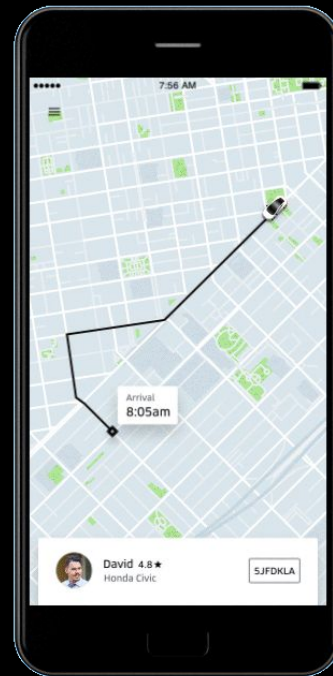 7:56 AM
Arrival
8:05am
David 4.8★
Honda Civic
5JFDKLA